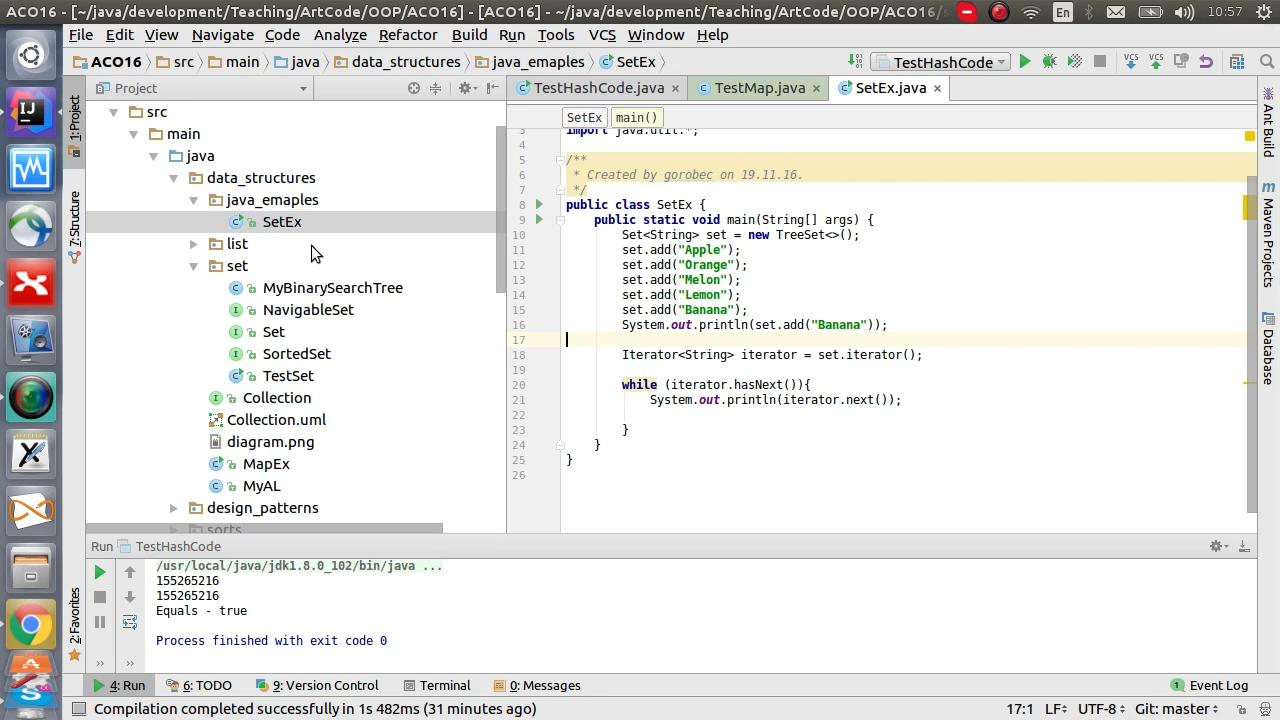 ACO16 - [~/java/development/Teaching/ArtCode/OOP/ACO16] - [ACO16] - ~/java/development/Teaching/ArtCode/OOP/ACO16/
En
10:57
File Edit View Navigate Code Analyze Refactor Build Run Tools VCS Window Help
ACO16 src main java data_structures java_emaples SetEx
TestHashCode
VCS VCS
Project
TestHashCode.java TestMap.java SetEx.java
1: Project
7: Structure
2: Favorites
src
main
java
data_structures
java_emaples
SetEx
list
set
MyBinarySearchTree
NavigableSet
Set
SortedSet
TestSet
Collection
Collection.uml
diagram.png
MapEx
MyAL
design_patterns
sorts
SetEx main()
3 import java.util.*;
4
5 /**
6 * Created by gorobec on 19.11.16.
7 */
8 public class SetEx {
9 public static void main(String[] args) {
10 Set<String> set = new TreeSet<>();
11 set.add("Apple");
12 set.add("Orange");
13 set.add("Melon");
14 set.add("Lemon");
15 set.add("Banana");
16 System.out.println(set.add("Banana"));
17
18 Iterator<String> iterator = set.iterator();
19
20 while (iterator.hasNext()){
21 System.out.println(iterator.next());
22
23 }
24 }
25 }
26
Ant Build
Maven Projects
Database
Run TestHashCode
/usr/local/java/jdk1.8.0_102/bin/java ...
155265216
155265216
Equals - true
Process finished with exit code 0
4: Run 6: TODO 9: Version Control Terminal 0: Messages 1 Event Log
Compilation completed successfully in 1s 482ms (31 minutes ago) 17:1 LF÷ UTF-8÷ Git: master÷